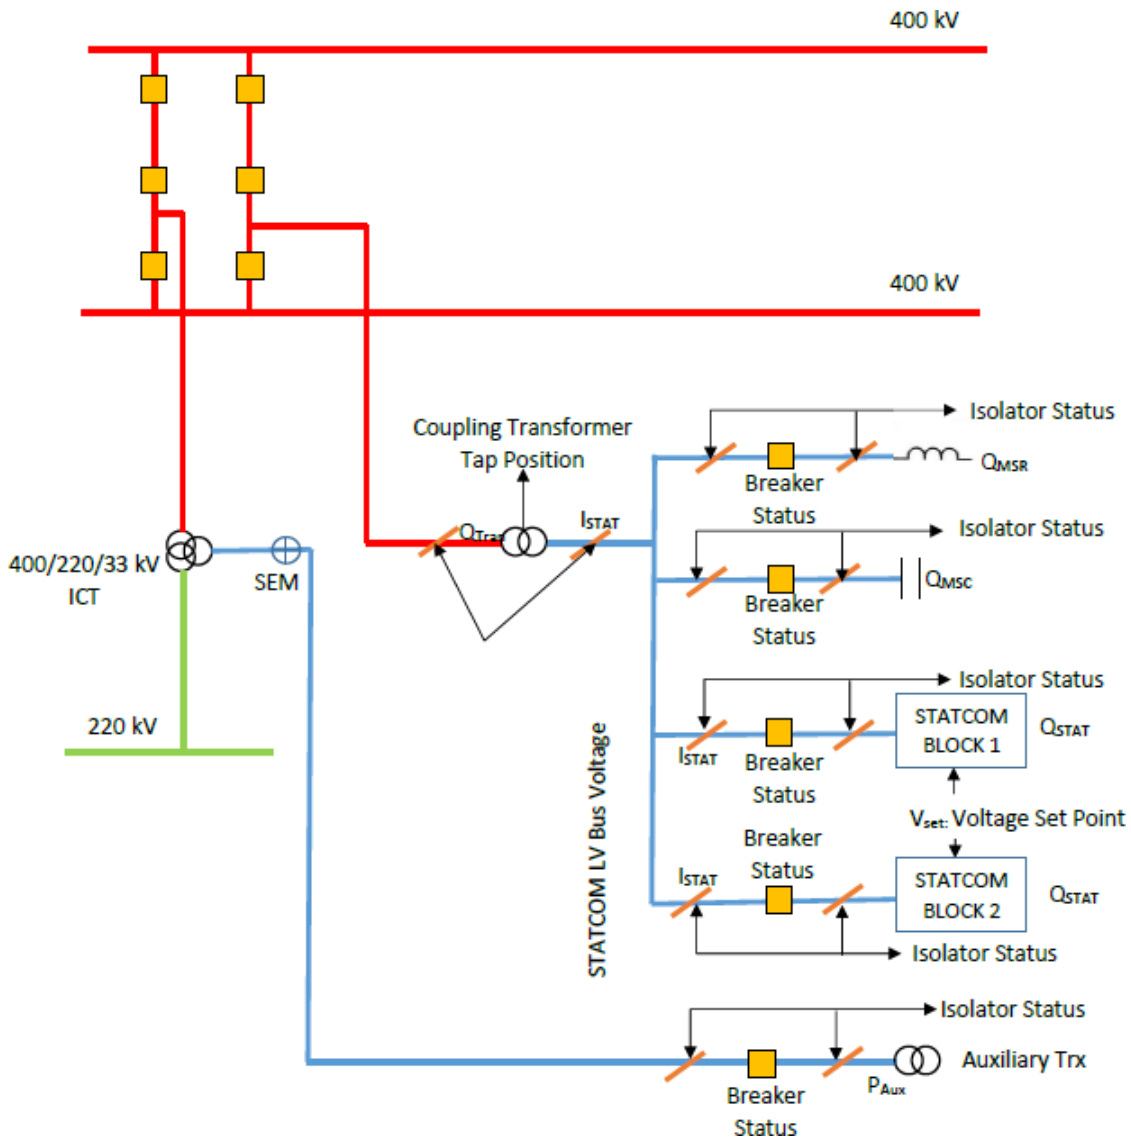 400 kV
400 kV
Isolator Status
Coupling Transformer
Tap Position
QMSR
Breaker
Status
QTran
ISTAT
Isolator Status
400/220/33 kV
ICT
SEM
QMSC
Breaker
Status
Isolator Status
220 kV
STATCOM
BLOCK 1
QSTAT
ISTAT
Breaker
Status
STATCOM LV Bus Voltage
Vset: Voltage Set Point
Breaker
Status
ISTAT
STATCOM
BLOCK 2
QSTAT
Isolator Status
Isolator Status
Auxiliary Trx
PAux
Breaker
Status